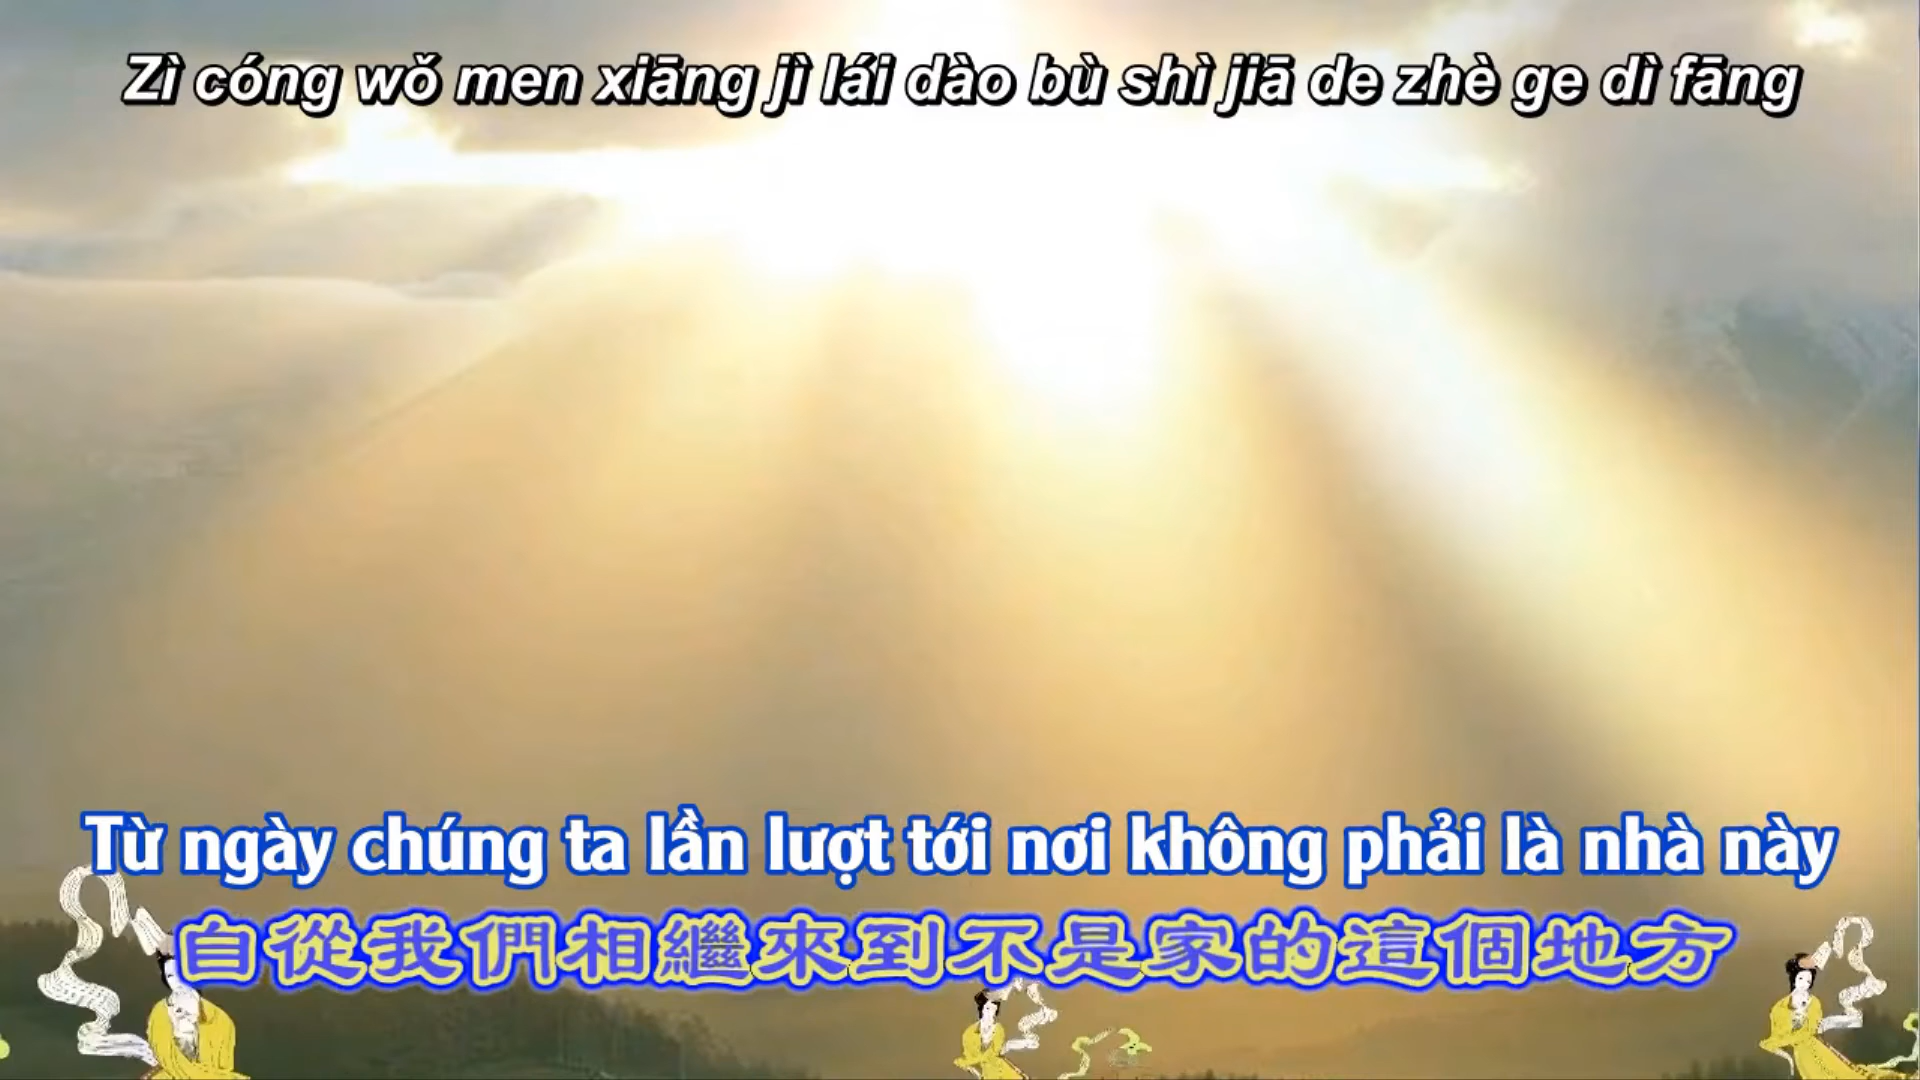 Zì cóng wǒ men xiāng jì lái dào bù shì jiā de zhè ge dì fāng
Từ ngày chúng ta lần lượt tới nơi không phải là nhà này
自從我們相繼來到不是家的這個地方